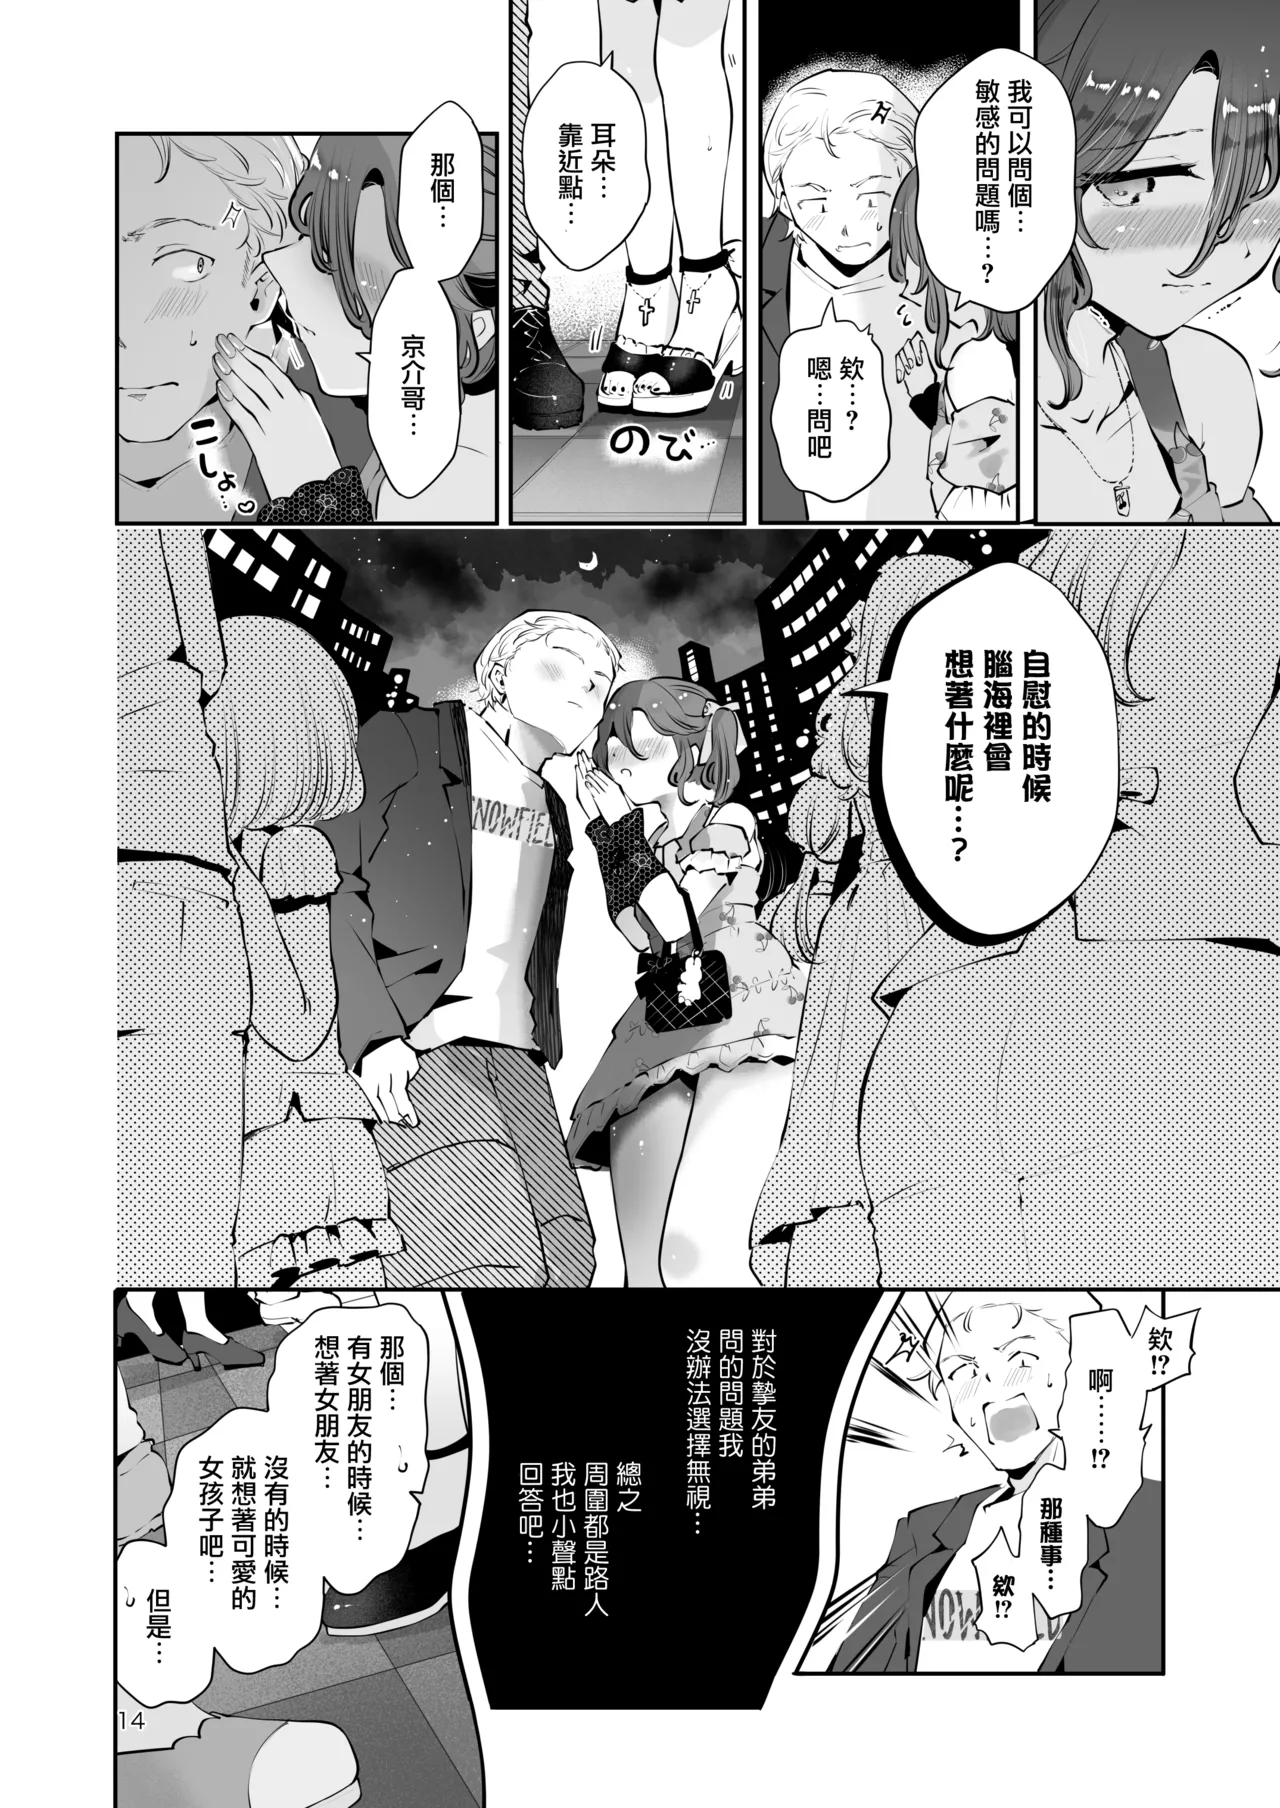 我可以問個⋯
敏感的問題嗎⋯?
欸⋯?
嗯⋯問吧
耳朵⋯
靠近點⋯
のび⋯
那個⋯
京介哥⋯
こしょ⋯♡
自慰的時候
腦海裡會
想著什麼呢⋯?
SNOWFIELD
欸!?
啊⋯⋯!?
那種事⋯
欸!?
NOWFIELD
對於摯友的弟弟
問的問題我
沒辦法選擇無視⋯
總之
周圍都是路人
我也小聲點
回答吧⋯
那個⋯
有女朋友的時候⋯
想著女朋友⋯
沒有的時候⋯
就想著可愛的
女孩子吧⋯
但是⋯
14